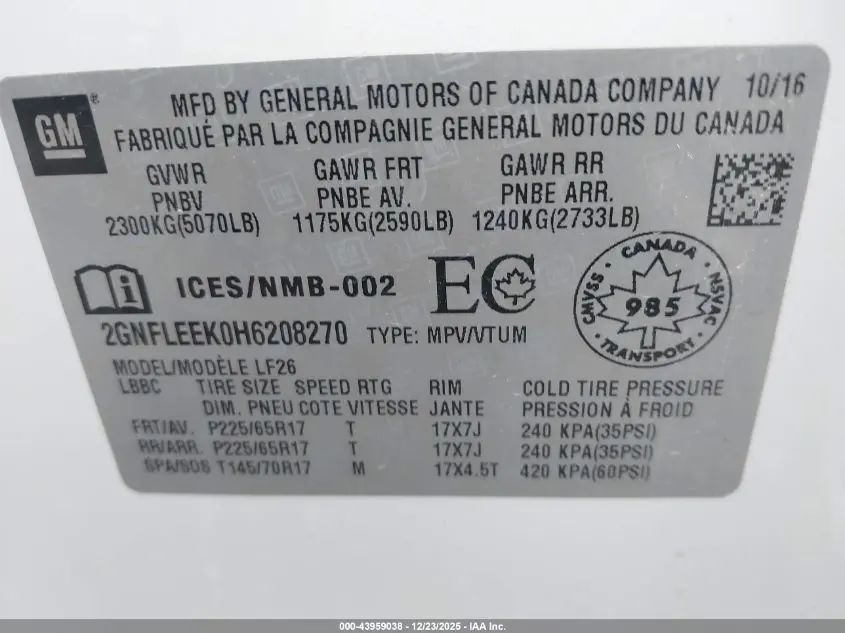 GM®
MFD BY GENERAL MOTORS OF CANADA COMPANY 10/16
FABRIQUÉ PAR LA COMPAGNIE GENERAL MOTORS DU CANADA
GVWR GAWR FRT GAWR RR
PNBV PNBE AV. PNBE ARR.
2300KG(5070LB) 1175KG(2590LB) 1240KG(2733LB)
ICES/NMB-002 EC
CANADA
CMVSS 985 NSVAC
TRANSPORT
2GNFLEEK0H6208270 TYPE: MPV/VTUM
MODEL/MODÈLE LF26
LBBC TIRE SIZE SPEED RTG RIM COLD TIRE PRESSURE
DIM. PNEU COTE VITESSE JANTE PRESSION À FROID
FRT/AV. P225/65R17 T 17X7J 240 KPA(35PSI)
RR/ARR. P225/65R17 T 17X7J 240 KPA(35PSI)
SPA/SOS T145/70R17 M 17X4.5T 420 KPA(60PSI)
000-43959038 - 12/23/2025 - IAA Inc.